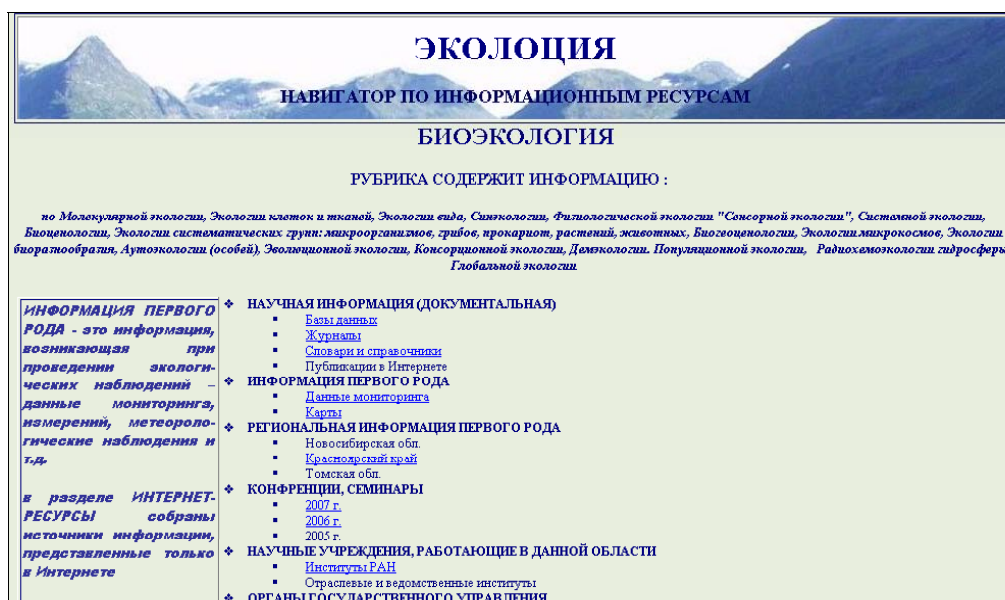 ЭКОЛОЦИЯ
НАВИГАТОР ПО ИНФОРМАЦИОННЫМ РЕСУРСАМ
БИОЭКОЛОГИЯ
РУБРИКА СОДЕРЖИТ ИНФОРМАЦИЮ :
по Молекулярной экологии, Экологии клеток и тканей, Экологии вида, Синэкологии, Физиологической экологии "Сенсорной экологии", Системной экологии,
Биоценологии, Экологии систематических групп: микроорганизмов, грибов, прокариот, растений, животных, Биогеоценологии, Экологии микрокосмов, Экологии
биоразнообразия, Аутоэкологии (особей), Эволюционной экологии, Консорционной экологии, Демэкологии. Популяционной экологии, Радиохемоэкологии гидросферы
Глобальной экологии
ИНФОРМАЦИЯ ПЕРВОГО
РОДА - это информация,
возникающая при
проведении экологи-
ческих наблюдений –
данные мониторинга,
измерений, метеороло-
гические наблюдения и
т.д.
в разделе ИНТЕРНЕТ-
РЕСУРСЫ собраны
источники информации,
представленные только
в Интернете
❖ НАУЧНАЯ ИНФОРМАЦИЯ (ДОКУМЕНТАЛЬНАЯ)
▪ Базы данных
▪ Журналы
▪ Словари и справочники
▪ Публикации в Интернете
❖ ИНФОРМАЦИЯ ПЕРВОГО РОДА
▪ Данные мониторинга
▪ Карты
❖ РЕГИОНАЛЬНАЯ ИНФОРМАЦИЯ ПЕРВОГО РОДА
▪ Новосибирская обл.
▪ Красноярский край
▪ Томская обл.
❖ КОНФРЕНЦИИ, СЕМИНАРЫ
▪ 2007 г.
▪ 2006 г.
▪ 2005 г.
❖ НАУЧНЫЕ УЧРЕЖДЕНИЯ, РАБОТАЮЩИЕ В ДАННОЙ ОБЛАСТИ
▪ Институты РАН
▪ Отраслевые и ведомственные институты
❖ ОРГАНЫ ГОСУДАРСТВЕННОГО УПРАВЛЕНИЯ